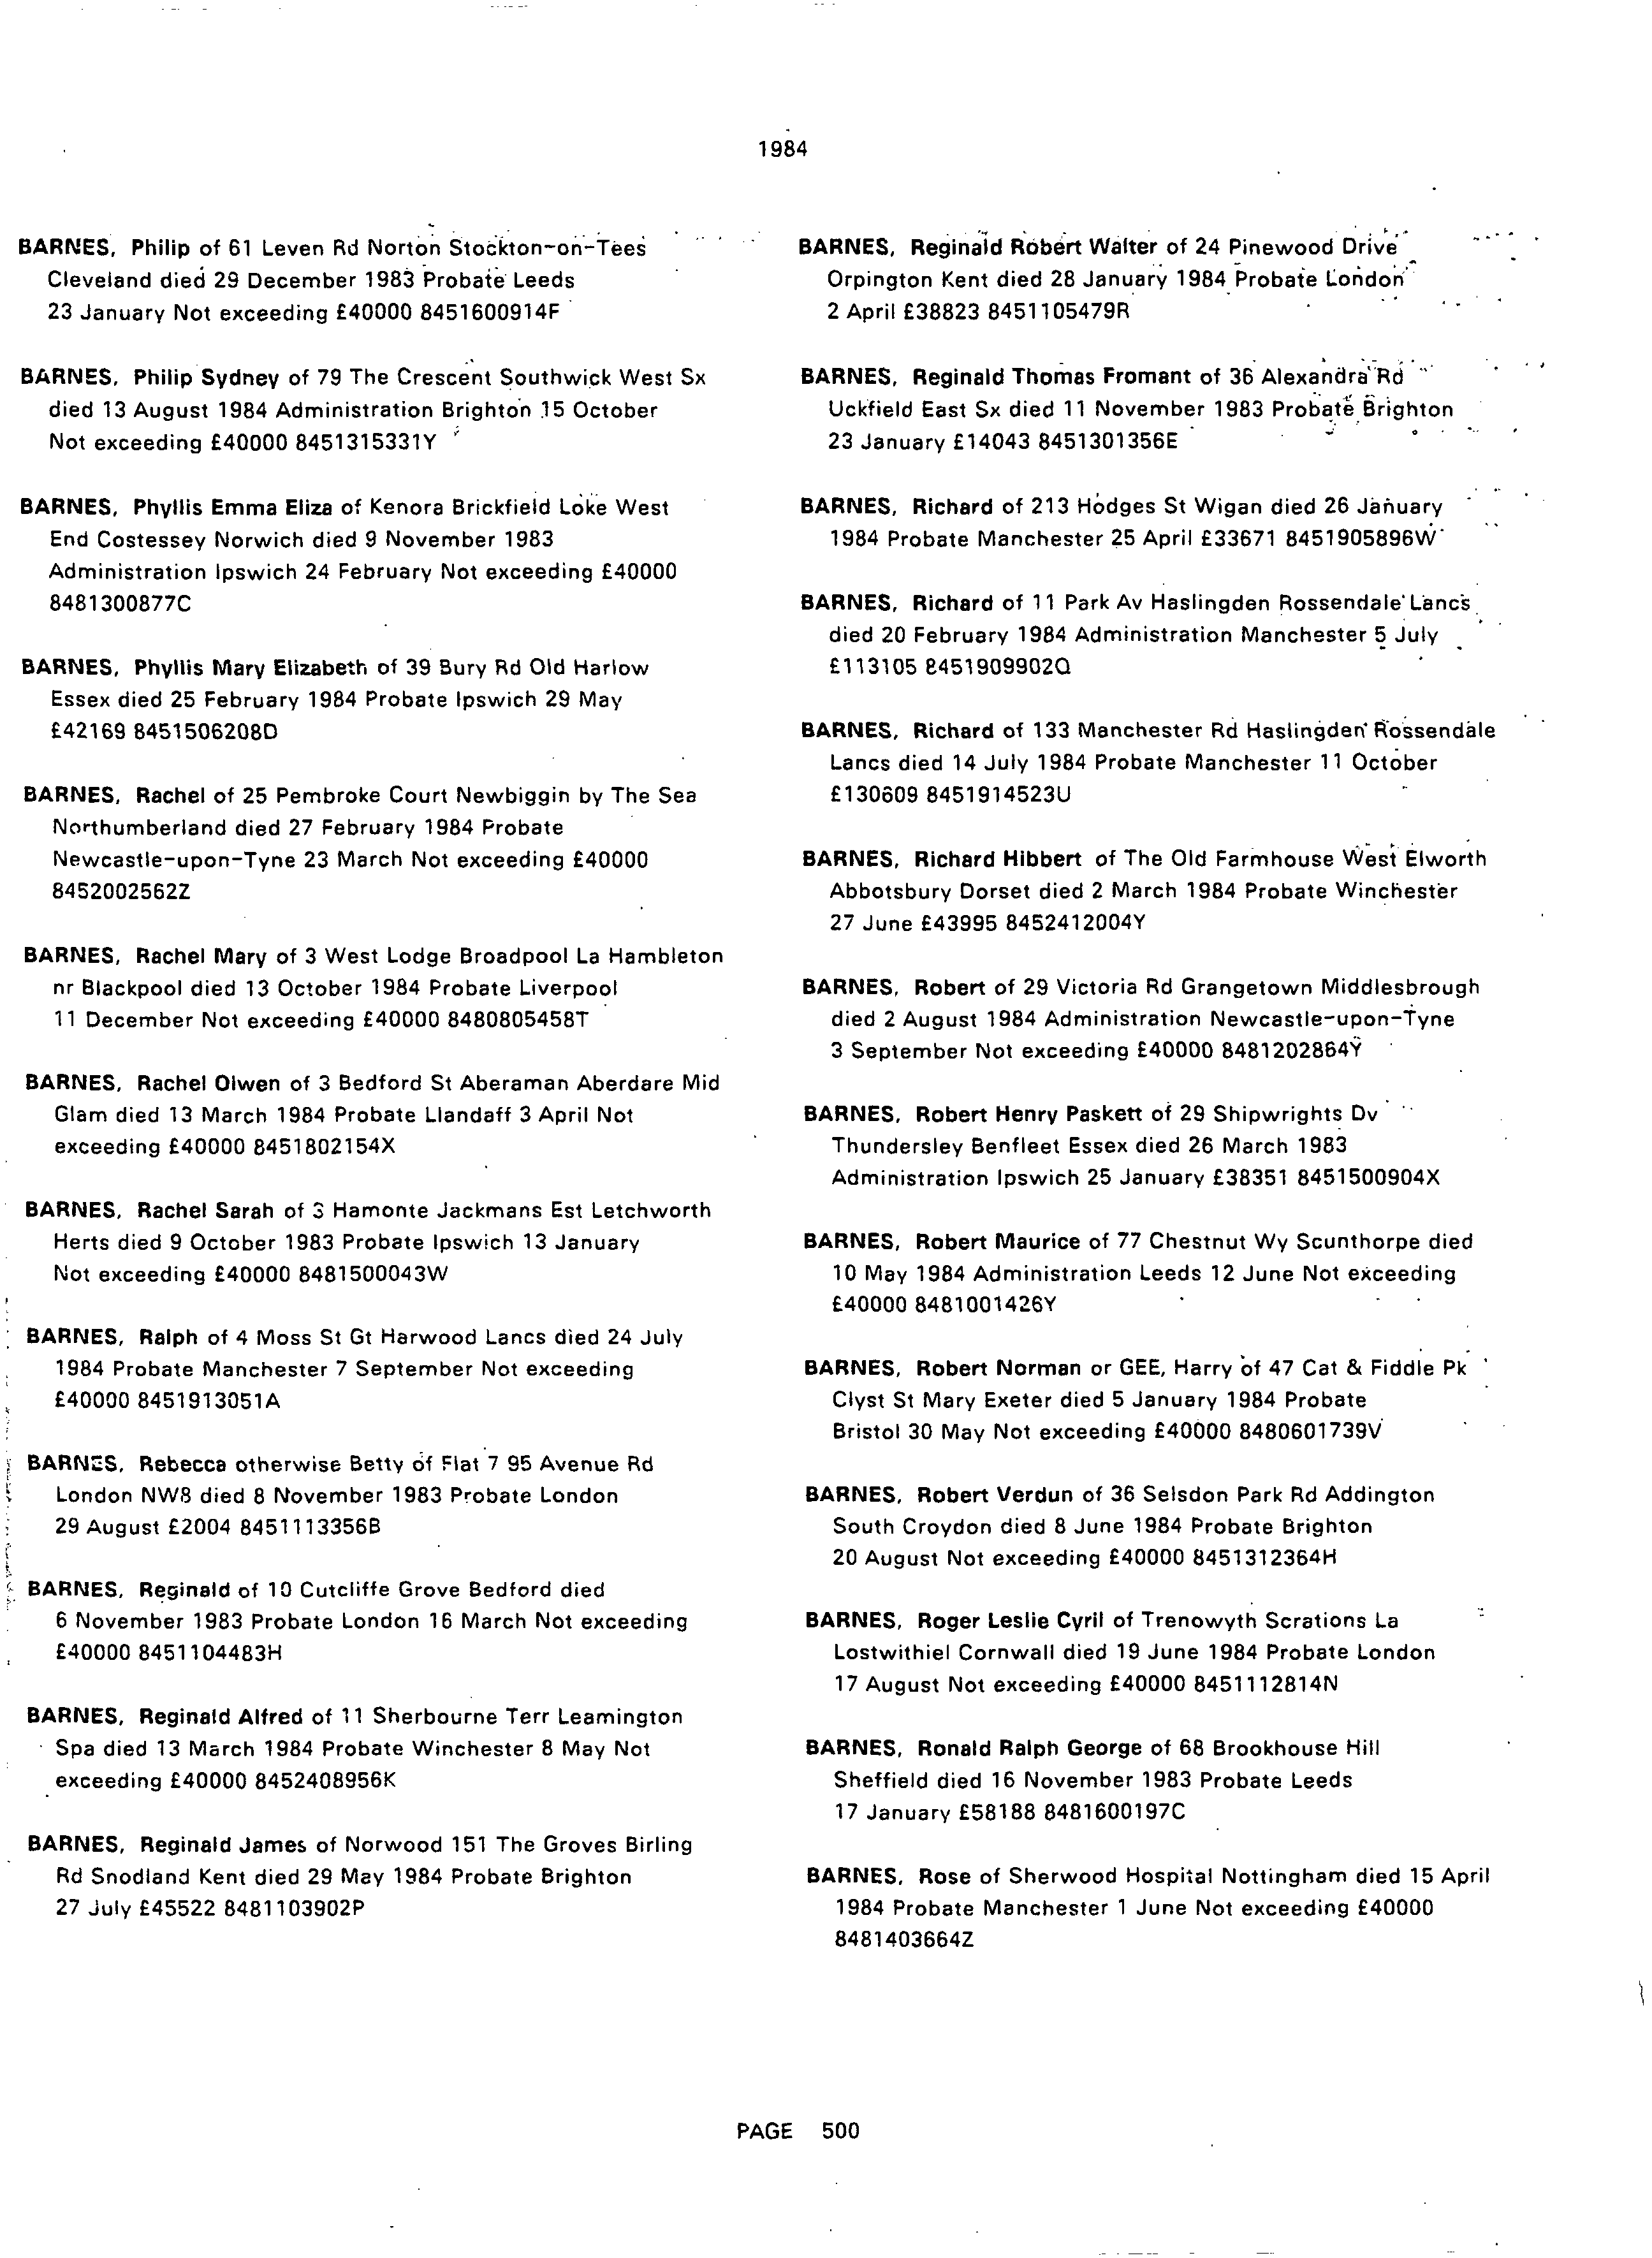 1984
BARNES, Philip of 61 Leven Rd Norton Stockton-on-Tees
Cleveland died 29 December 1983 Probate Leeds
23 January Not exceeding £40000 8451600914F
BARNES, Philip Sydney of 79 The Crescent Southwick West Sx
died 13 August 1984 Administration Brighton 15 October
Not exceeding £40000 8451315331Y
BARNES, Phyllis Emma Eliza of Kenora Brickfield Loke West
End Costessey Norwich died 9 November 1983
Administration Ipswich 24 February Not exceeding £40000
8481300877C
BARNES, Phyllis Mary Elizabeth of 39 Bury Rd Old Harlow
Essex died 25 February 1984 Probate Ipswich 29 May
£42169 8451506208D
BARNES, Rachel of 25 Pembroke Court Newbiggin by The Sea
Northumberland died 27 February 1984 Probate
Newcastle-upon-Tyne 23 March Not exceeding £40000
8452002562Z
BARNES, Rachel Mary of 3 West Lodge Broadpool La Hambleton
nr Blackpool died 13 October 1984 Probate Liverpool
11 December Not exceeding £40000 8480805458T
BARNES, Rachel Olwen of 3 Bedford St Aberaman Aberdare Mid
Glam died 13 March 1984 Probate Llandaff 3 April Not
exceeding £40000 8451802154X
BARNES, Rachel Sarah of 3 Hamonte Jackmans Est Letchworth
Herts died 9 October 1983 Probate Ipswich 13 January
Not exceeding £40000 8481500043W
BARNES, Ralph of 4 Moss St Gt Harwood Lancs died 24 July
1984 Probate Manchester 7 September Not exceeding
£40000 8451913051A
BARNES, Rebecca otherwise Betty of Flat 7 95 Avenue Rd
London NW8 died 8 November 1983 Probate London
29 August £2004 8451113356B
BARNES, Reginald of 10 Cutcliffe Grove Bedford died
6 November 1983 Probate London 16 March Not exceeding
£40000 8451104483H
BARNES, Reginald Alfred of 11 Sherbourne Terr Leamington
Spa died 13 March 1984 Probate Winchester 8 May Not
exceeding £40000 8452408956K
BARNES, Reginald James of Norwood 151 The Groves Birling
Rd Snodland Kent died 29 May 1984 Probate Brighton
27 July £45522 8481103902P
BARNES, Reginald Robert Walter of 24 Pinewood Drive
Orpington Kent died 28 January 1984 Probate London
2 April £38823 8451105479R
BARNES, Reginald Thomas Fromant of 36 Alexandra Rd
Uckfield East Sx died 11 November 1983 Probate Brighton
23 January £14043 8451301356E
BARNES, Richard of 213 Hodges St Wigan died 26 January
1984 Probate Manchester 25 April £33671 8451905896W
BARNES, Richard of 11 Park Av Haslingden Rossendale Lancs
died 20 February 1984 Administration Manchester 5 July
£113105 8451909902Q
BARNES, Richard of 133 Manchester Rd Haslingden Rossendale
Lancs died 14 July 1984 Probate Manchester 11 October
£130609 8451914523U
BARNES, Richard Hibbert of The Old Farmhouse West Elworth
Abbotsbury Dorset died 2 March 1984 Probate Winchester
27 June £43995 8452412004Y
BARNES, Robert of 29 Victoria Rd Grangetown Middlesbrough
died 2 August 1984 Administration Newcastle-upon-Tyne
3 September Not exceeding £40000 8481202864Y
BARNES, Robert Henry Paskett of 29 Shipwrights Dv
Thundersley Benfleet Essex died 26 March 1983
Administration Ipswich 25 January £38351 8451500904X
BARNES, Robert Maurice of 77 Chestnut Wy Scunthorpe died
10 May 1984 Administration Leeds 12 June Not exceeding
£40000 8481001426Y
BARNES, Robert Norman or GEE, Harry of 47 Cat & Fiddle Pk
Clyst St Mary Exeter died 5 January 1984 Probate
Bristol 30 May Not exceeding £40000 8480601739V
BARNES, Robert Verdun of 36 Selsdon Park Rd Addington
South Croydon died 8 June 1984 Probate Brighton
20 August Not exceeding £40000 8451312364H
BARNES, Roger Leslie Cyril of Trenowyth Scrations La
Lostwithiel Cornwall died 19 June 1984 Probate London
17 August Not exceeding £40000 8451112814N
BARNES, Ronald Ralph George of 68 Brookhouse Hill
Sheffield died 16 November 1983 Probate Leeds
17 January £58188 8481600197C
BARNES, Rose of Sherwood Hospital Nottingham died 15 April
1984 Probate Manchester 1 June Not exceeding £40000
8481403664Z
PAGE 500